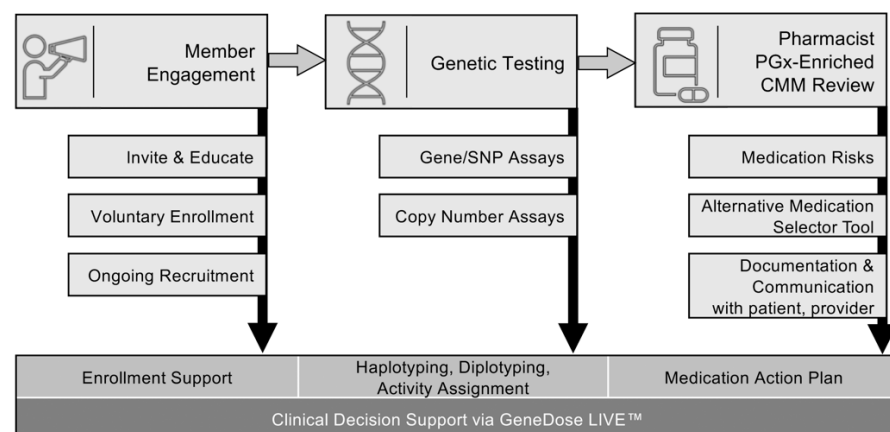 Member
Engagement
Genetic Testing
Pharmacist
PGx-Enriched
CMM Review
Invite & Educate
Voluntary Enrollment
Ongoing Recruitment
Gene/SNP Assays
Copy Number Assays
Medication Risks
Alternative Medication
Selector Tool
Documentation &
Communication
with patient, provider
Enrollment Support
Haplotyping, Diplotyping,
Activity Assignment
Medication Action Plan
Clinical Decision Support via GeneDose LIVE™